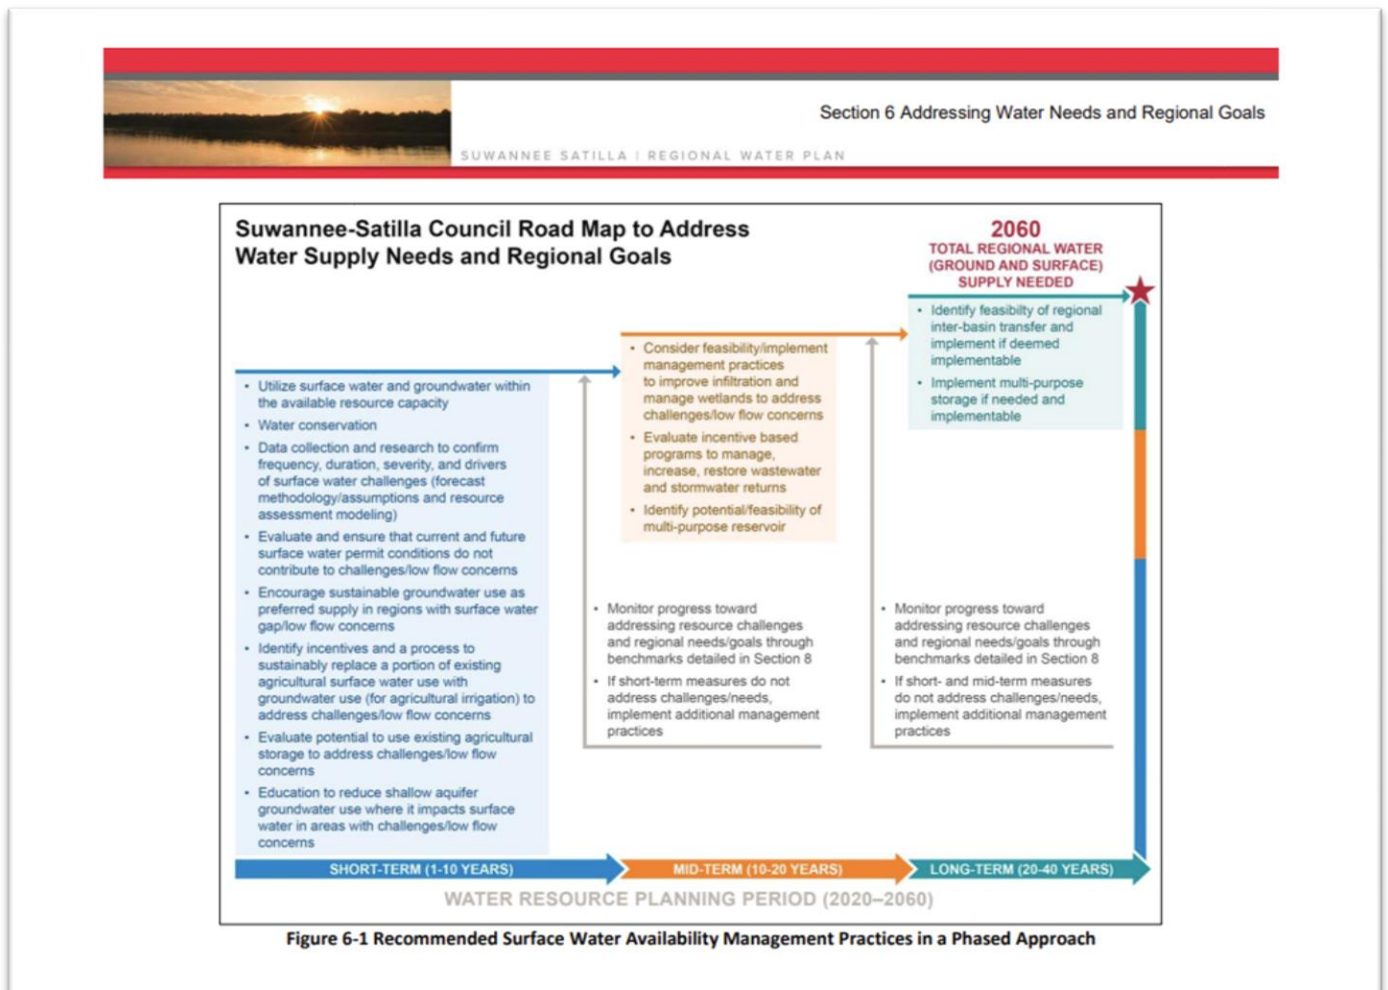 Section 6 Addressing Water Needs and Regional Goals
SUWANNEE SATILLA | REGIONAL WATER PLAN
Suwannee-Satilla Council Road Map to Address
Water Supply Needs and Regional Goals
2060
TOTAL REGIONAL WATER
(GROUND AND SURFACE)
SUPPLY NEEDED
• Utilize surface water and groundwater within
the available resource capacity
• Water conservation
• Data collection and research to confirm
frequency, duration, severity, and drivers
of surface water challenges (forecast
methodology/assumptions and resource
assessment modeling)
• Evaluate and ensure that current and future
surface water permit conditions do not
contribute to challenges/low flow concerns
• Encourage sustainable groundwater use as
preferred supply in regions with surface water
gap/low flow concerns
• Identify incentives and a process to
sustainably replace a portion of existing
agricultural surface water use with
groundwater use (for agricultural irrigation) to
address challenges/low flow concerns
• Evaluate potential to use existing agricultural
storage to address challenges/low flow
concerns
• Education to reduce shallow aquifer
groundwater use where it impacts surface
water in areas with challenges/low flow
concerns
• Consider feasibility/implement
management practices
to improve infiltration and
manage wetlands to address
challenges/low flow concerns
• Evaluate incentive based
programs to manage,
increase, restore wastewater
and stormwater returns
• Identify potential/feasibility of
multi-purpose reservoir
• Monitor progress toward
addressing resource challenges
and regional needs/goals through
benchmarks detailed in Section 8
• If short-term measures do not
address challenges/needs,
implement additional management
practices
• Identify feasibilty of regional
inter-basin transfer and
implement if deemed
implementable
• Implement multi-purpose
storage if needed and
implementable
• Monitor progress toward
addressing resource challenges
and regional needs/goals through
benchmarks detailed in Section 8
• If short- and mid-term measures
do not address challenges/needs,
implement additional management
practices
SHORT-TERM (1-10 YEARS)
MID-TERM (10-20 YEARS)
LONG-TERM (20-40 YEARS)
WATER RESOURCE PLANNING PERIOD (2020–2060)
Figure 6-1 Recommended Surface Water Availability Management Practices in a Phased Approach